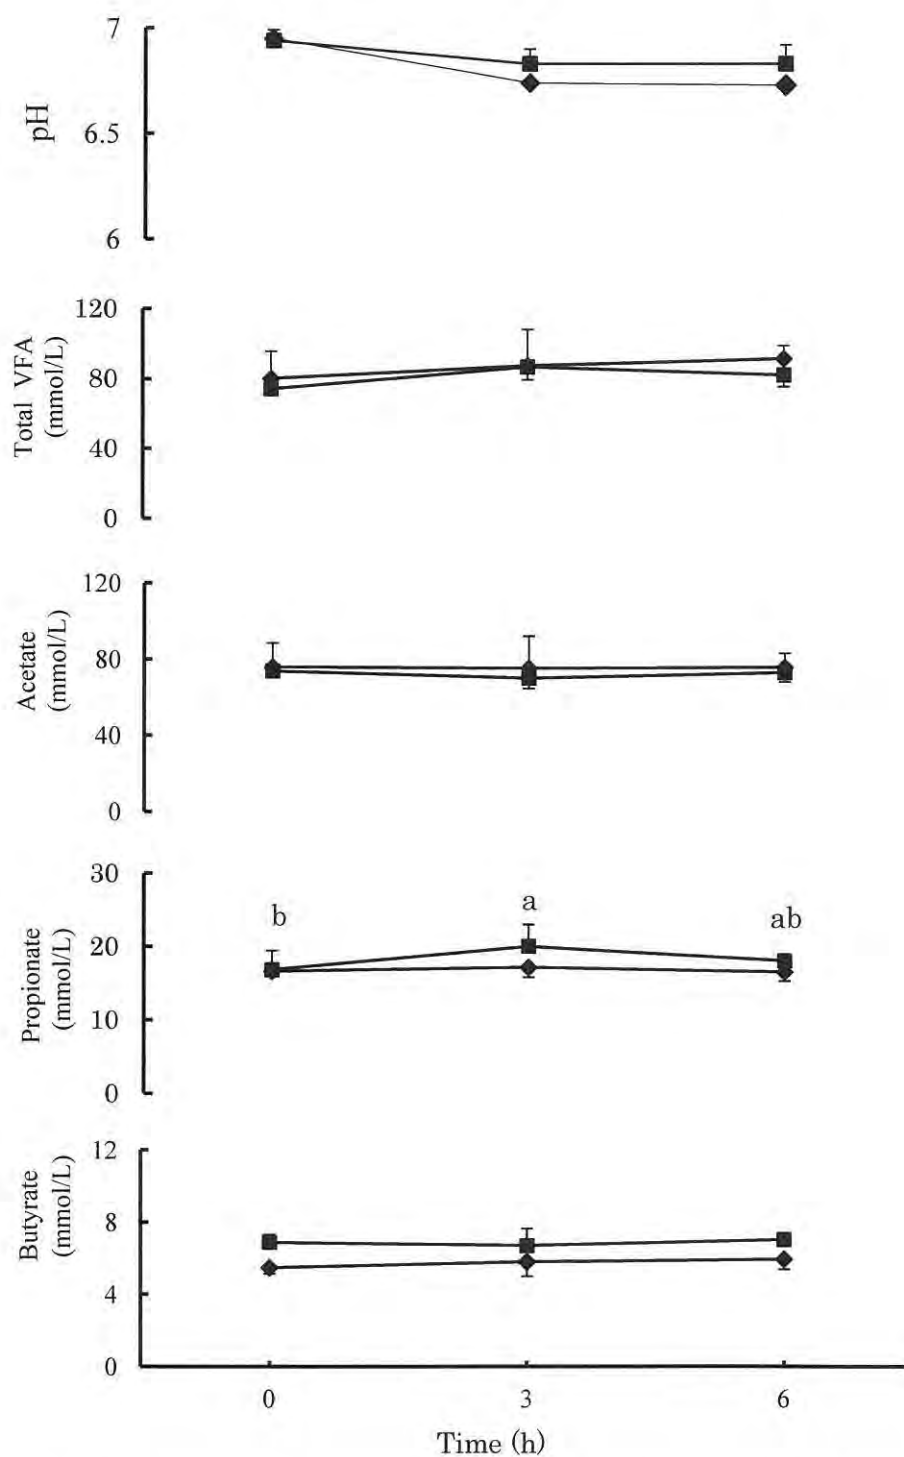 7
pH
6.5
6
120
Total VFA
(mmol/L)
80
40
0
120
Acetate
(mmol/L)
80
40
0
30
b
a
ab
Propionate
(mmol/L)
20
10
0
12
Butyrate
(mmol/L)
8
4
0
0 3 6
Time (h)